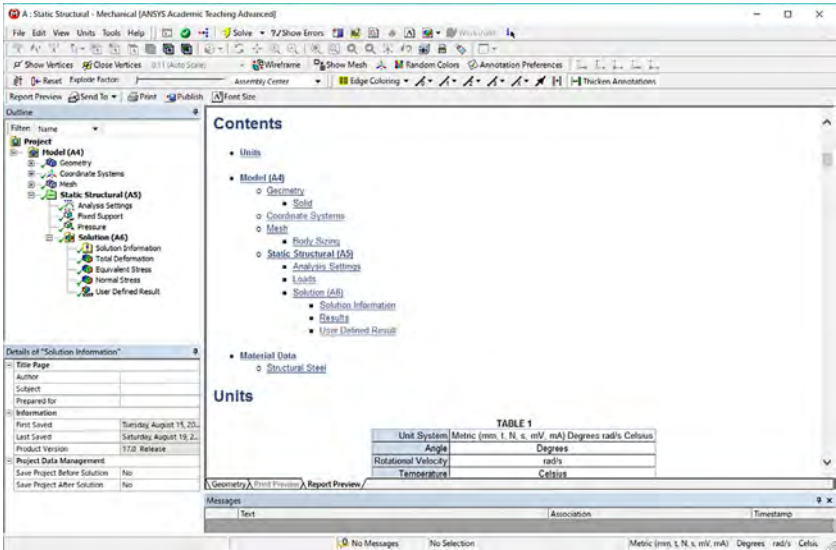 A : Static Structural - Mechanical [ANSYS Academic Teaching Advanced]
File Edit View Units Tools Help Solve ?/Show Errors Worksheet
Show Vertices Close Vertices 0.11 (Auto Scale) Wireframe Show Mesh Random Colors Annotation Preferences
Reset Explode Factor: Assembly Center Edge Coloring Thicken Annotations
Report Preview Send To Print Publish Font Size
Outline
Filter: Name
Project
Model (A4)
Geometry
Coordinate Systems
Mesh
Static Structural (A5)
Analysis Settings
Fixed Support
Pressure
Solution (A6)
Solution Information
Total Deformation
Equivalent Stress
Normal Stress
User Defined Result
Details of "Solution Information"
Title Page
Author
Subject
Prepared for
Information
First Saved Tuesday, August 15, 20...
Last Saved Saturday, August 19, 2...
Product Version 17.0 Release
Project Data Management
Save Project Before Solution No
Save Project After Solution No
Contents
Units
Model (A4)
Geometry
Solid
Coordinate Systems
Mesh
Body Sizing
Static Structural (A5)
Analysis Settings
Loads
Solution (A6)
Solution Information
Results
User Defined Result
Material Data
Structural Steel
Units
TABLE 1
Unit System Metric (mm, t, N, s, mV, mA) Degrees rad/s Celsius
Angle Degrees
Rotational Velocity rad/s
Temperature Celsius
Geometry Print Preview Report Preview
Messages
Text Association Timestamp
No Messages No Selection Metric (mm, t, N, s, mV, mA) Degrees rad/s Celsiu